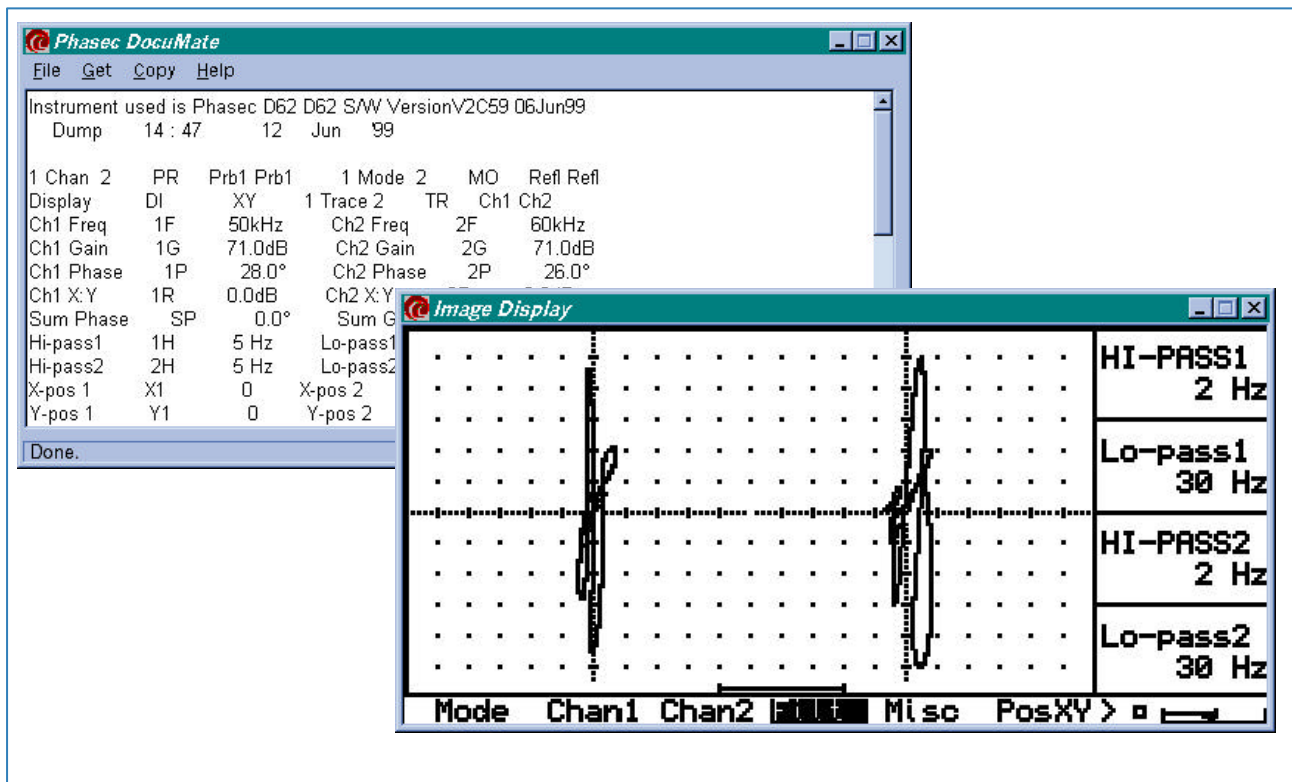 Phasec DocuMate
File Get Copy Help
Instrument used is Phasec D62 D62 S/W VersionV2C59 06Jun99
Dump 14 : 47 12 Jun '99
1 Chan 2 PR Prb1 Prb1 1 Mode 2 MO Refl Refl
Display DI XY 1 Trace 2 TR Ch1 Ch2
Ch1 Freq 1F 50kHz Ch2 Freq 2F 60kHz
Ch1 Gain 1G 71.0dB Ch2 Gain 2G 71.0dB
Ch1 Phase 1P 28.0° Ch2 Phase 2P 26.0°
Ch1 X:Y 1R 0.0dB Ch2 X:Y
Sum Phase SP 0.0° Sum G
Hi-pass1 1H 5 Hz Lo-pass1
Hi-pass2 2H 5 Hz Lo-pass2
X-pos 1 X1 0 X-pos 2
Y-pos 1 Y1 0 Y-pos 2
Done.
Image Display
HI-PASS1
2 Hz
Lo-pass1
30 Hz
HI-PASS2
2 Hz
Lo-pass2
30 Hz
Mode Chan1 Chan2 Misc PosXY >